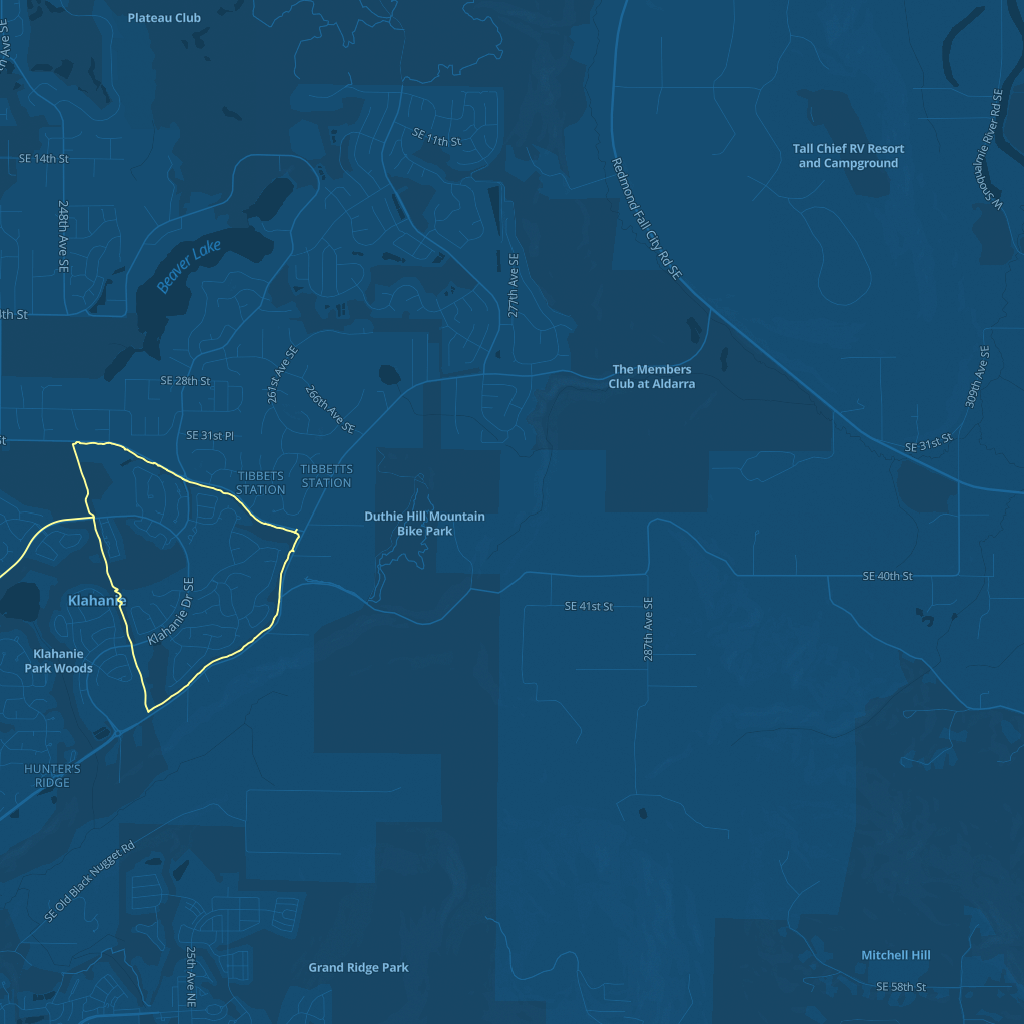 Plateau Club
th Ave SE
SE 11th St
SE 14th St
Tall Chief RV Resort
and Campground
W Snoqualmie River Rd SE
Redmond Fall City Rd SE
248th Ave SE
Beaver Lake
277th Ave SE
4th St
The Members
Club at Aldarra
261st Ave SE
SE 28th St
266th Ave SE
309th Ave SE
St
SE 31st Pl
SE 31st St
TIBBETS
STATION
TIBBETTS
STATION
Duthie Hill Mountain
Bike Park
SE 40th St
Klahanie
Klahanie Dr SE
SE 41st St
287th Ave SE
Klahanie
Park Woods
HUNTER'S
RIDGE
SE Old Black Nugget Rd
25th Ave NE
Grand Ridge Park
Mitchell Hill
SE 58th St